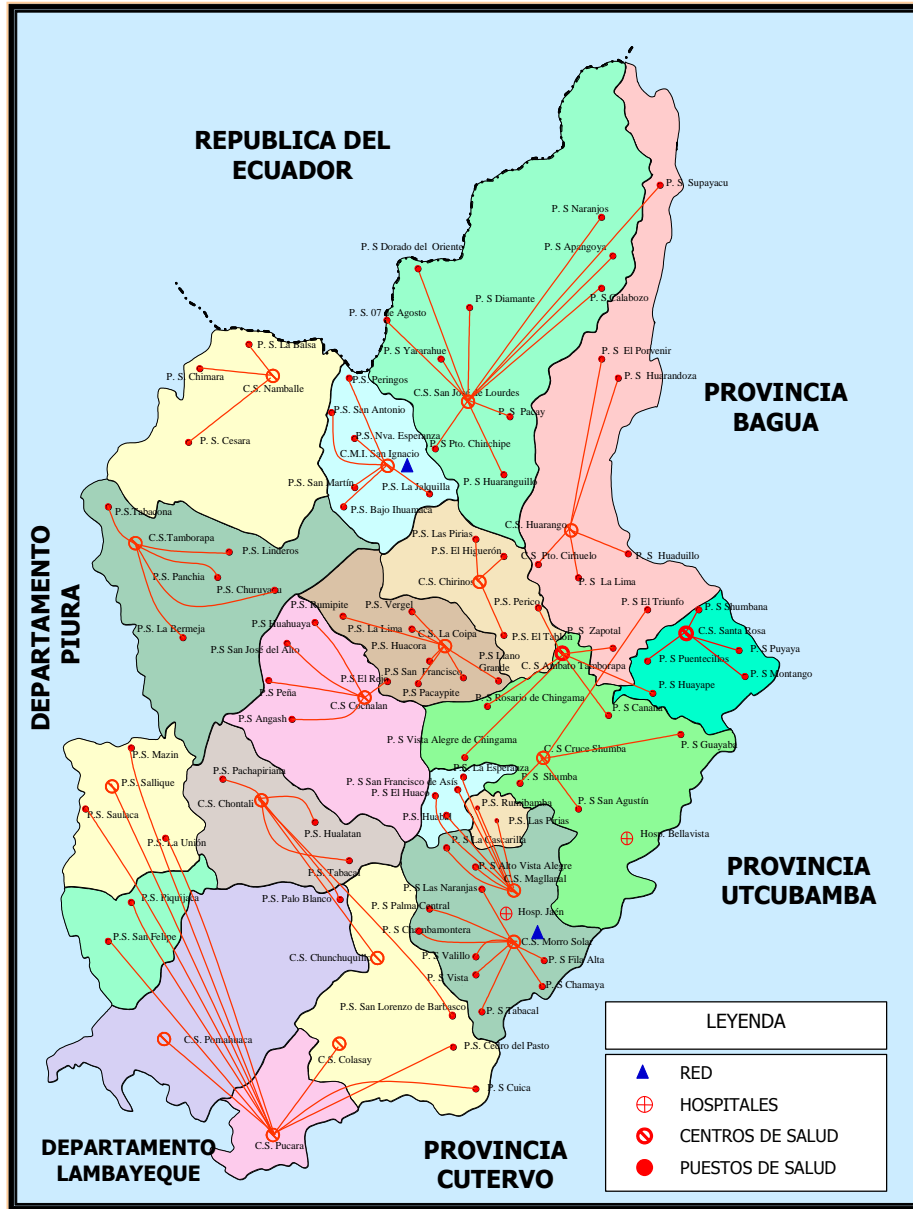 REPUBLICA DEL
ECUADOR
P. S Supayacu
P. S Naranjos
P. S Dorado del Oriente
P. S Apangoya
P. S Diamante
P. S Calabozo
P. S. 07 de Agosto
P. S. La Balsa
P. S Yararahue
P. S El Porvenir
P. S. Chimara
P.S. Peringos
P. S Huarandoza
C.S. Namballe
C.S. San José de Lourdes
PROVINCIA
BAGUA
P.S. San Antonio
P. S Pacay
P. S. Cesara
P.S. Nva. Esperanza
P. S Pto. Chinchipe
C.M.I. San Ignacio
P.S. San Martín
P.S. La Jalquilla
P. S Huaranguillo
P.S. Bajo Ihuamaca
P.S.Tabacona
C.S. Huarango
C.S.Tamborapa
P.S. Las Pirias
P.S. Linderos
P.S. El Higuerón
C. S Pto. Ciruelo
P. S Huaduillo
P.S. Panchia
C.S. Chirinos
P. S La Lima
P.S. Churuyacu
P.S. Rumipite
P.S. Vergel
P.S. Perico
P. S El Triunfo
P. S Shumbana
P.S Huahuaya
P.S. La Lima
C.S. La Coipa
P. S Zapotal
C.S. Santa Rosa
P.S. La Bermeja
P.S. El Tablón
P.S San José del Alto
P.S. Huacora
P.S Llano
Grande
P. S Puyaya
P. S Puentecillos
C. S Ambato Tamborapa
P.S El Rejo
P.S San Francisco
P. S Montango
P.S Peña
P.S Pacaypite
P. S Huayape
C.S Cochalan
P. S Rosario de Chingama
P. S Canana
P.S Angash
DEPARTAMENTO
PIURA
P. S Vista Alegre de Chingama
P. S Guayaba
P.S. Mazin
C. S Cruce Shumba
P.S. La Esperanza
P.S. Pachapiriana
P. S San Francisco de Asís
P. S Shumba
P.S. Sallique
P. S El Huaco
C.S. Chontali
P.S. Rumibamba
P. S San Agustín
P.S. Saulaca
P.S. Huabal
P.S. Las Pirias
P.S. Hualatan
P.S. La Unión
P. S La Cascarilla
Hosp. Bellavista
P.S. Tabacal
P. S Alto Vista Alegre
PROVINCIA
UTCUBAMBA
C.S. Magllanal
P. S Las Naranjas
P.S. Piquijaca
P.S. Palo Blanco
P. S Palma Central
Hosp. Jaén
P. S Chambamontera
P.S. San Felipe
C.S. Morro Solar
C.S. Chunchuquillo
P. S Valillo
P. S Fila Alta
P. S Vista
P. S Chamaya
P.S. San Lorenzo de Barbasco
P. S Tabacal
C.S. Pomahuaca
P.S. Cedro del Pasto
C.S. Colasay
P. S Cuica
C.S. Pucara
DEPARTAMENTO
LAMBAYEQUE
PROVINCIA
CUTERVO
LEYENDA
RED
HOSPITALES
CENTROS DE SALUD
PUESTOS DE SALUD